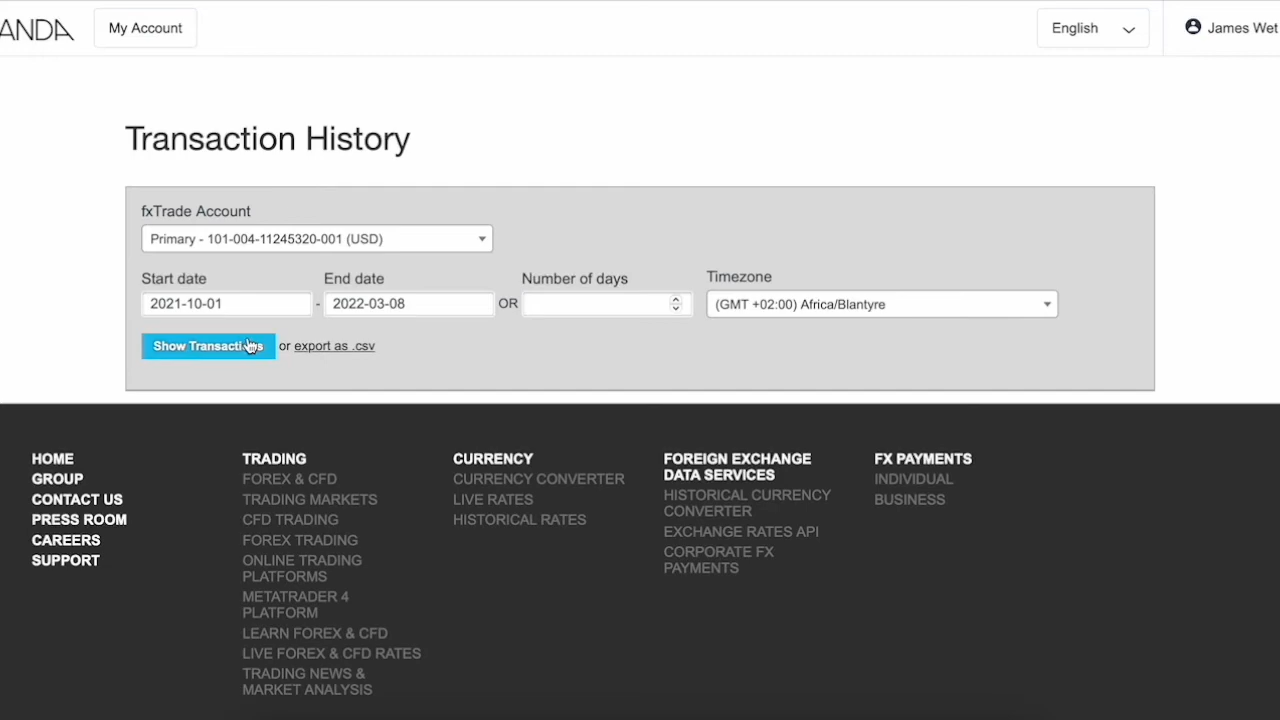 ANDA
My Account
English
James Wet
Transaction History
fxTrade Account
Primary - 101-004-11245320-001 (USD)
Start date
End date
Number of days
Timezone
2021-10-01
-
2022-03-08
OR
(GMT +02:00) Africa/Blantyre
Show Transactions or export as .csv
HOME
GROUP
CONTACT US
PRESS ROOM
CAREERS
SUPPORT
TRADING
FOREX & CFD
TRADING MARKETS
CFD TRADING
FOREX TRADING
ONLINE TRADING
PLATFORMS
METATRADER 4
PLATFORM
LEARN FOREX & CFD
LIVE FOREX & CFD RATES
TRADING NEWS &
MARKET ANALYSIS
CURRENCY
CURRENCY CONVERTER
LIVE RATES
HISTORICAL RATES
FOREIGN EXCHANGE
DATA SERVICES
HISTORICAL CURRENCY
CONVERTER
EXCHANGE RATES API
CORPORATE FX
PAYMENTS
FX PAYMENTS
INDIVIDUAL
BUSINESS